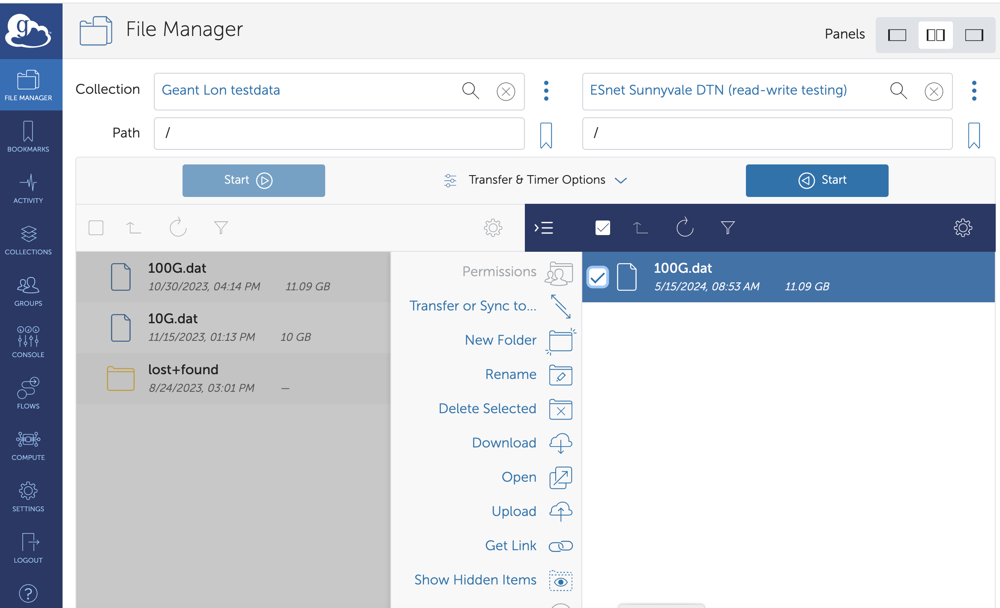 g
File Manager
Panels
FILE MANAGER
BOOKMARKS
ACTIVITY
COLLECTIONS
GROUPS
CONSOLE
FLOWS
COMPUTE
SETTINGS
LOGOUT
?
Collection
Geant Lon testdata
ESnet Sunnyvale DTN (read-write testing)
Path
/
/
Start
Transfer & Timer Options
Start
100G.dat
10/30/2023, 04:14 PM 11.09 GB
10G.dat
11/15/2023, 01:13 PM 10 GB
lost+found
8/24/2023, 03:01 PM —
Permissions
Transfer or Sync to...
New Folder
Rename
Delete Selected
Download
Open
Upload
Get Link
Show Hidden Items
100G.dat
5/15/2024, 08:53 AM 11.09 GB